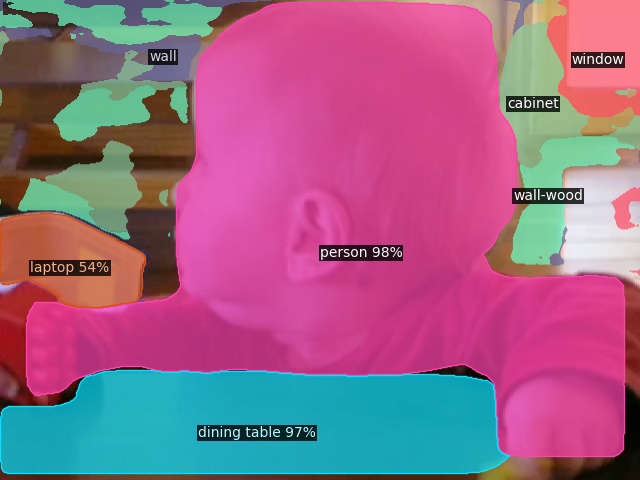 wall
window
cabinet
wall-wood
person 98%
laptop 54%
dining table 97%